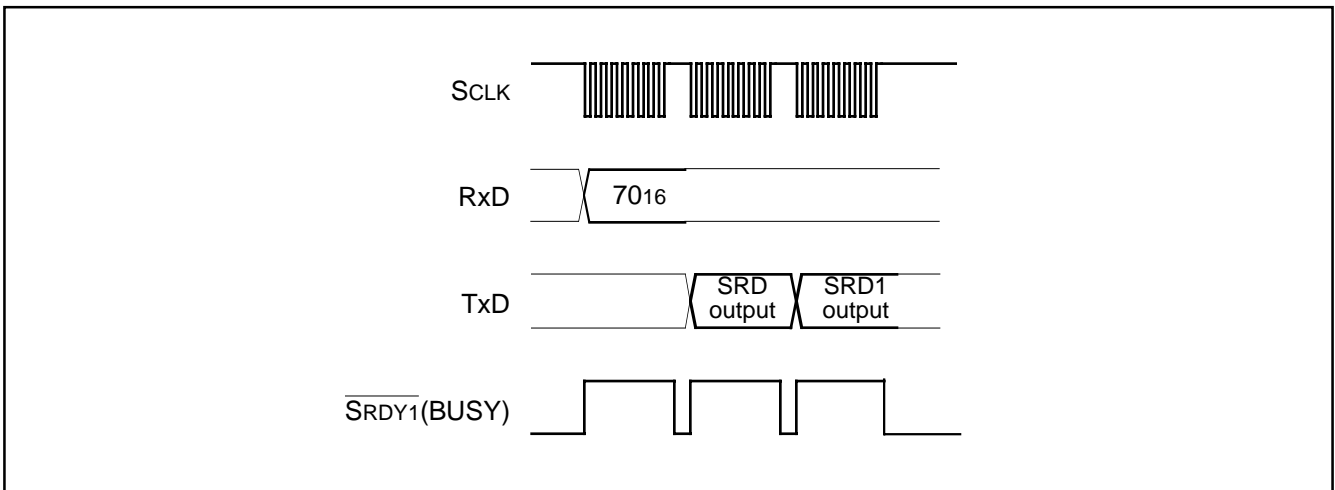 SCLK
RxD
7016
TxD
SRD
output
SRD1
output
SRDY1(BUSY)